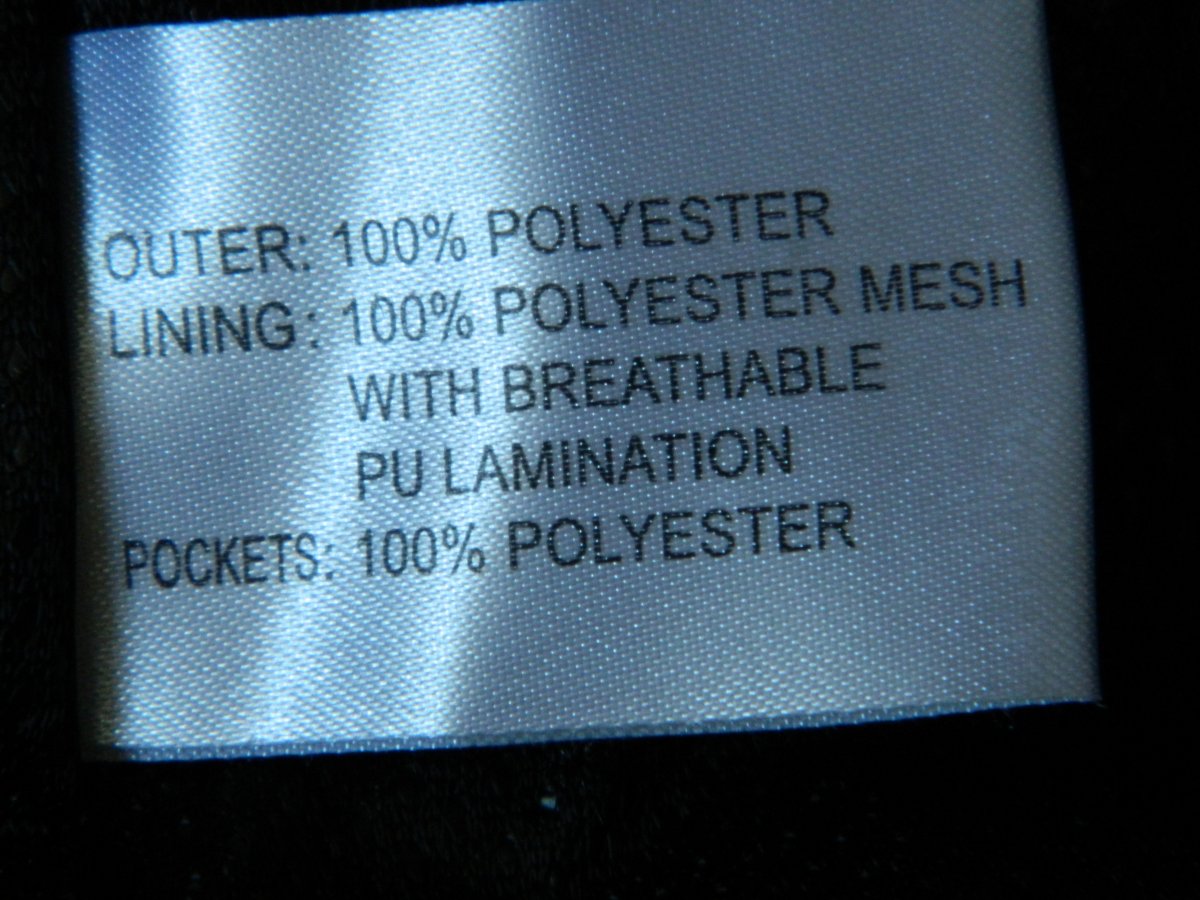 OUTER: 100% POLYESTER
LINING: 100% POLYESTER MESH
WITH BREATHABLE
PU LAMINATION
POCKETS: 100% POLYESTER